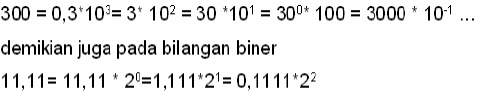 300 = 0,3*10³= 3* 10² = 30 *10¹ = 30⁰* 100 = 3000 * 10⁻¹ ...
demikian juga pada bilangan biner
11,11= 11,11 * 2⁰=1,111*2¹= 0,1111*2²